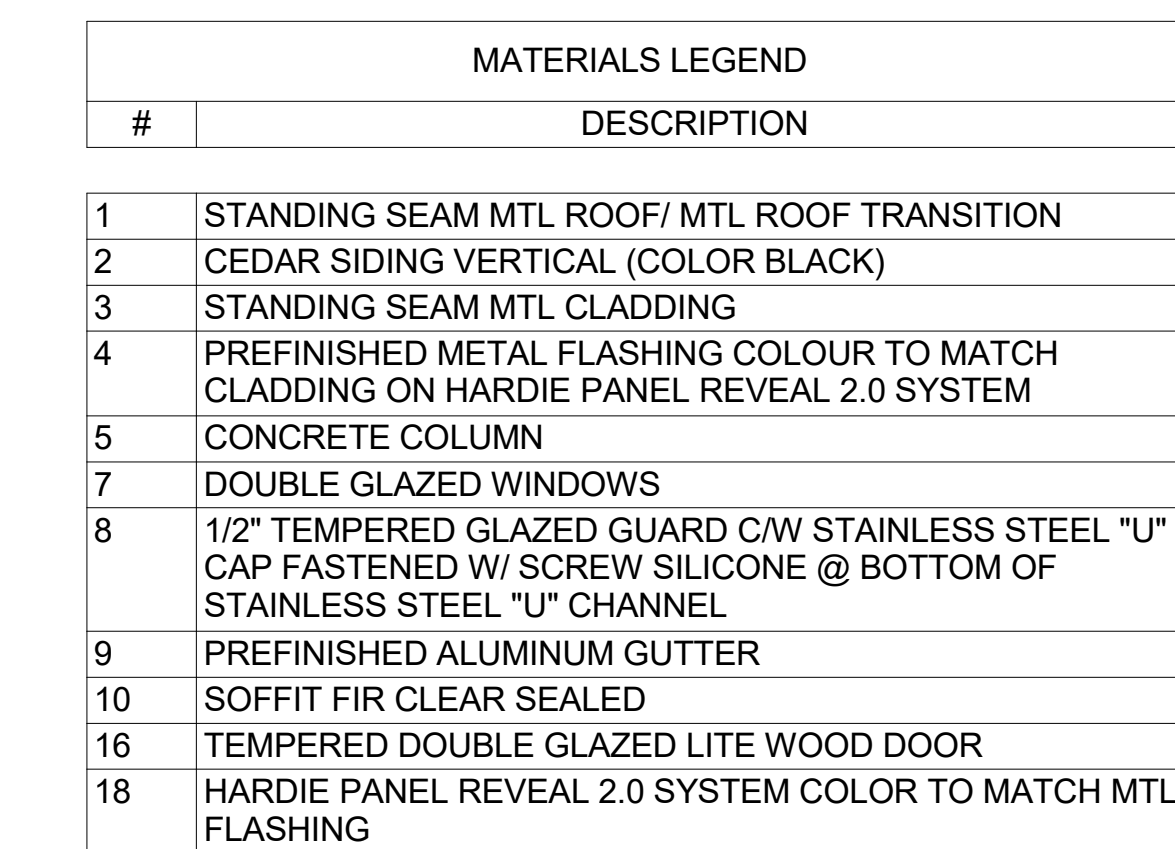 MATERIALS LEGEND
# DESCRIPTION
1 STANDING SEAM MTL ROOF/ MTL ROOF TRANSITION
2 CEDAR SIDING VERTICAL (COLOR BLACK)
3 STANDING SEAM MTL CLADDING
4 PREFINISHED METAL FLASHING COLOUR TO MATCH
CLADDING ON HARDIE PANEL REVEAL 2.0 SYSTEM
5 CONCRETE COLUMN
7 DOUBLE GLAZED WINDOWS
8 1/2" TEMPERED GLAZED GUARD C/W STAINLESS STEEL "U"
CAP FASTENED W/ SCREW SILICONE @ BOTTOM OF
STAINLESS STEEL "U" CHANNEL
9 PREFINISHED ALUMINUM GUTTER
10 SOFFIT FIR CLEAR SEALED
16 TEMPERED DOUBLE GLAZED LITE WOOD DOOR
18 HARDIE PANEL REVEAL 2.0 SYSTEM COLOR TO MATCH MTL
FLASHING